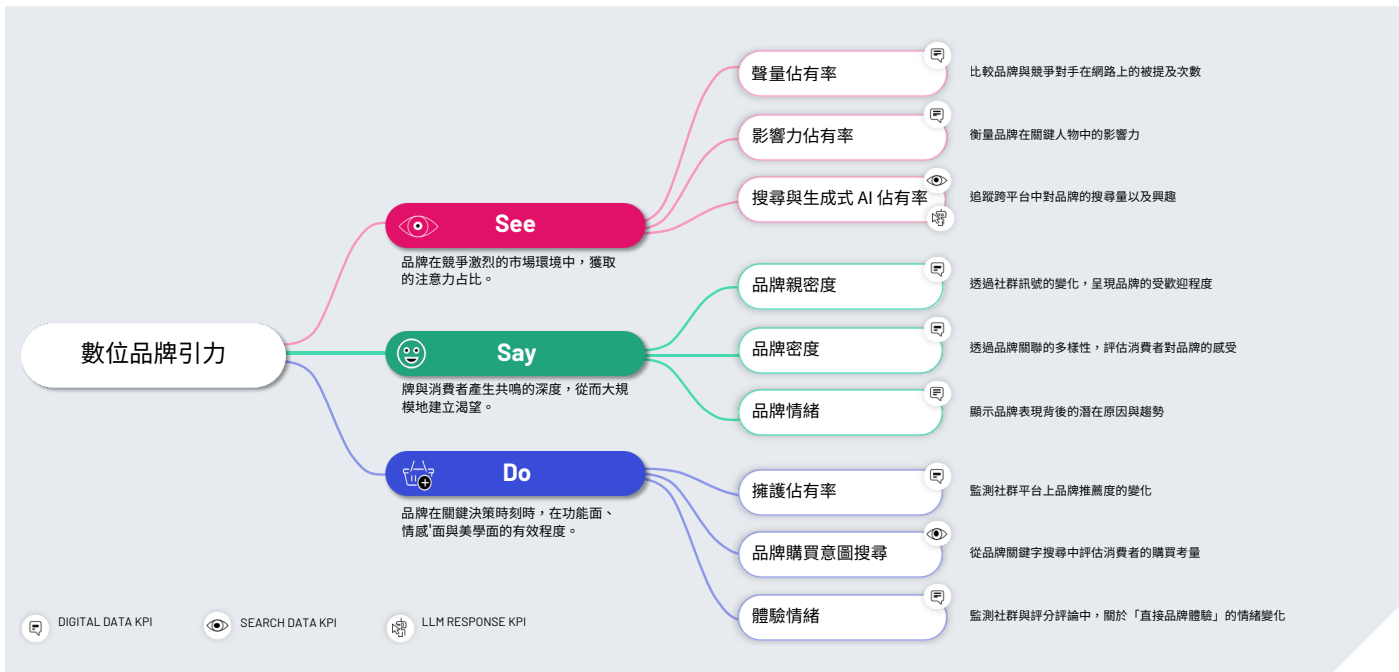 數位品牌引力
See
品牌在競爭激烈的市場環境中，獲取
的注意力占比。
聲量佔有率
比較品牌與競爭對手在網路上的被提及次數
影響力佔有率
衡量品牌在關鍵人物中的影響力
搜尋與生成式 AI 佔有率
追蹤跨平台中對品牌的搜尋量以及興趣
Say
牌與消費者產生共鳴的深度，從而大規
模地建立渴望。
品牌親密度
透過社群訊號的變化，呈現品牌的受歡迎程度
品牌密度
透過品牌關聯的多樣性，評估消費者對品牌的感受
品牌情緒
顯示品牌表現背後的潛在原因與趨勢
Do
品牌在關鍵決策時刻時，在功能面、
情感'面與美學面的有效程度。
擁護佔有率
監測社群平台上品牌推薦度的變化
品牌購買意圖搜尋
從品牌關鍵字搜尋中評估消費者的購買考量
體驗情緒
監測社群與評分評論中，關於「直接品牌體驗」的情緒變化
DIGITAL DATA KPI
SEARCH DATA KPI
LLM RESPONSE KPI